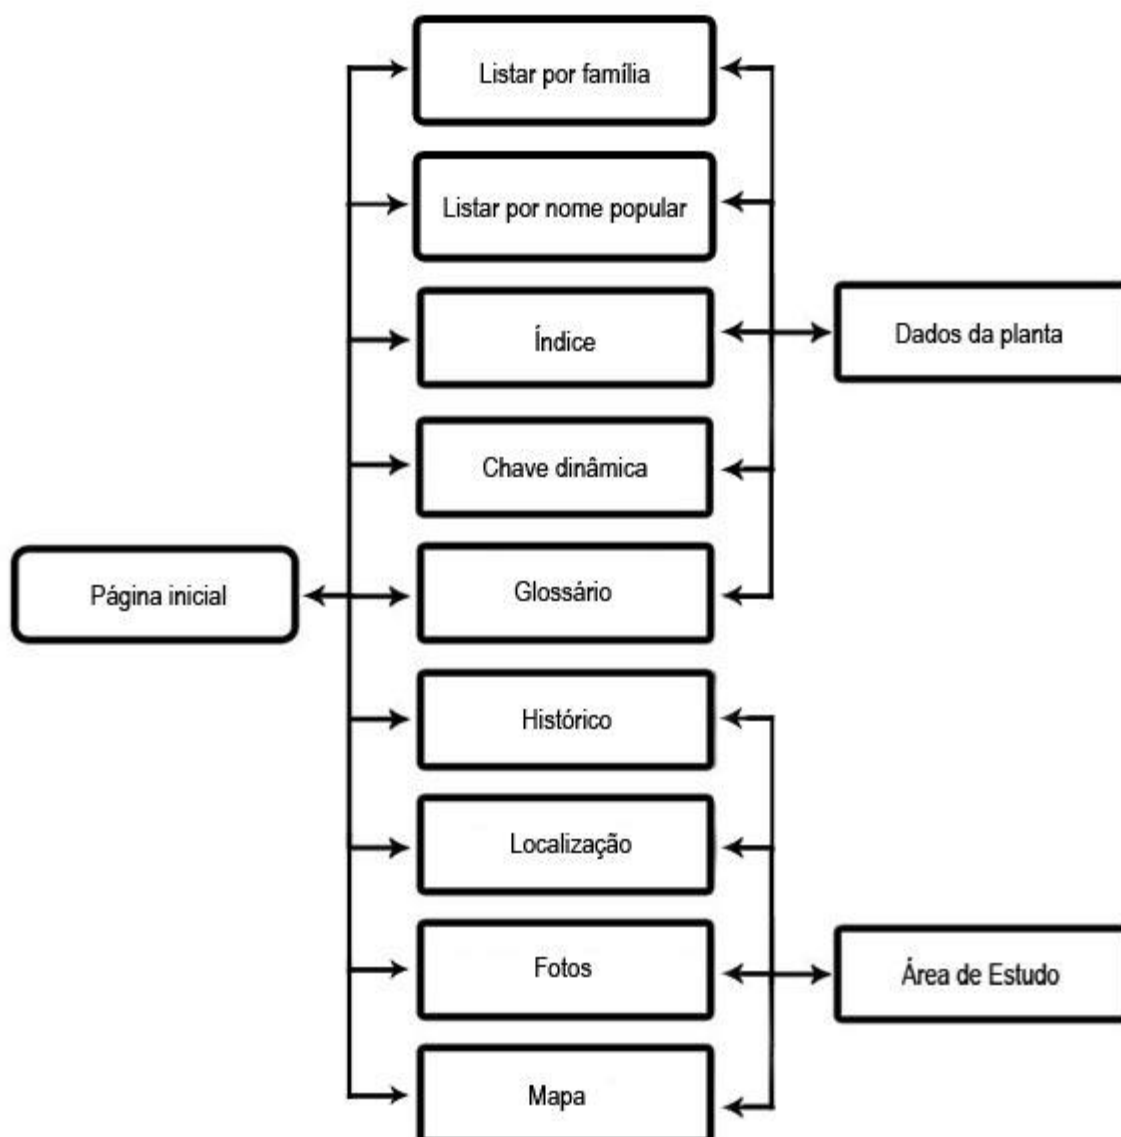 Listar por família
Listar por nome popular
Índice
Dados da planta
Chave dinâmica
Página inicial
Glossário
Histórico
Localização
Fotos
Área de Estudo
Mapa